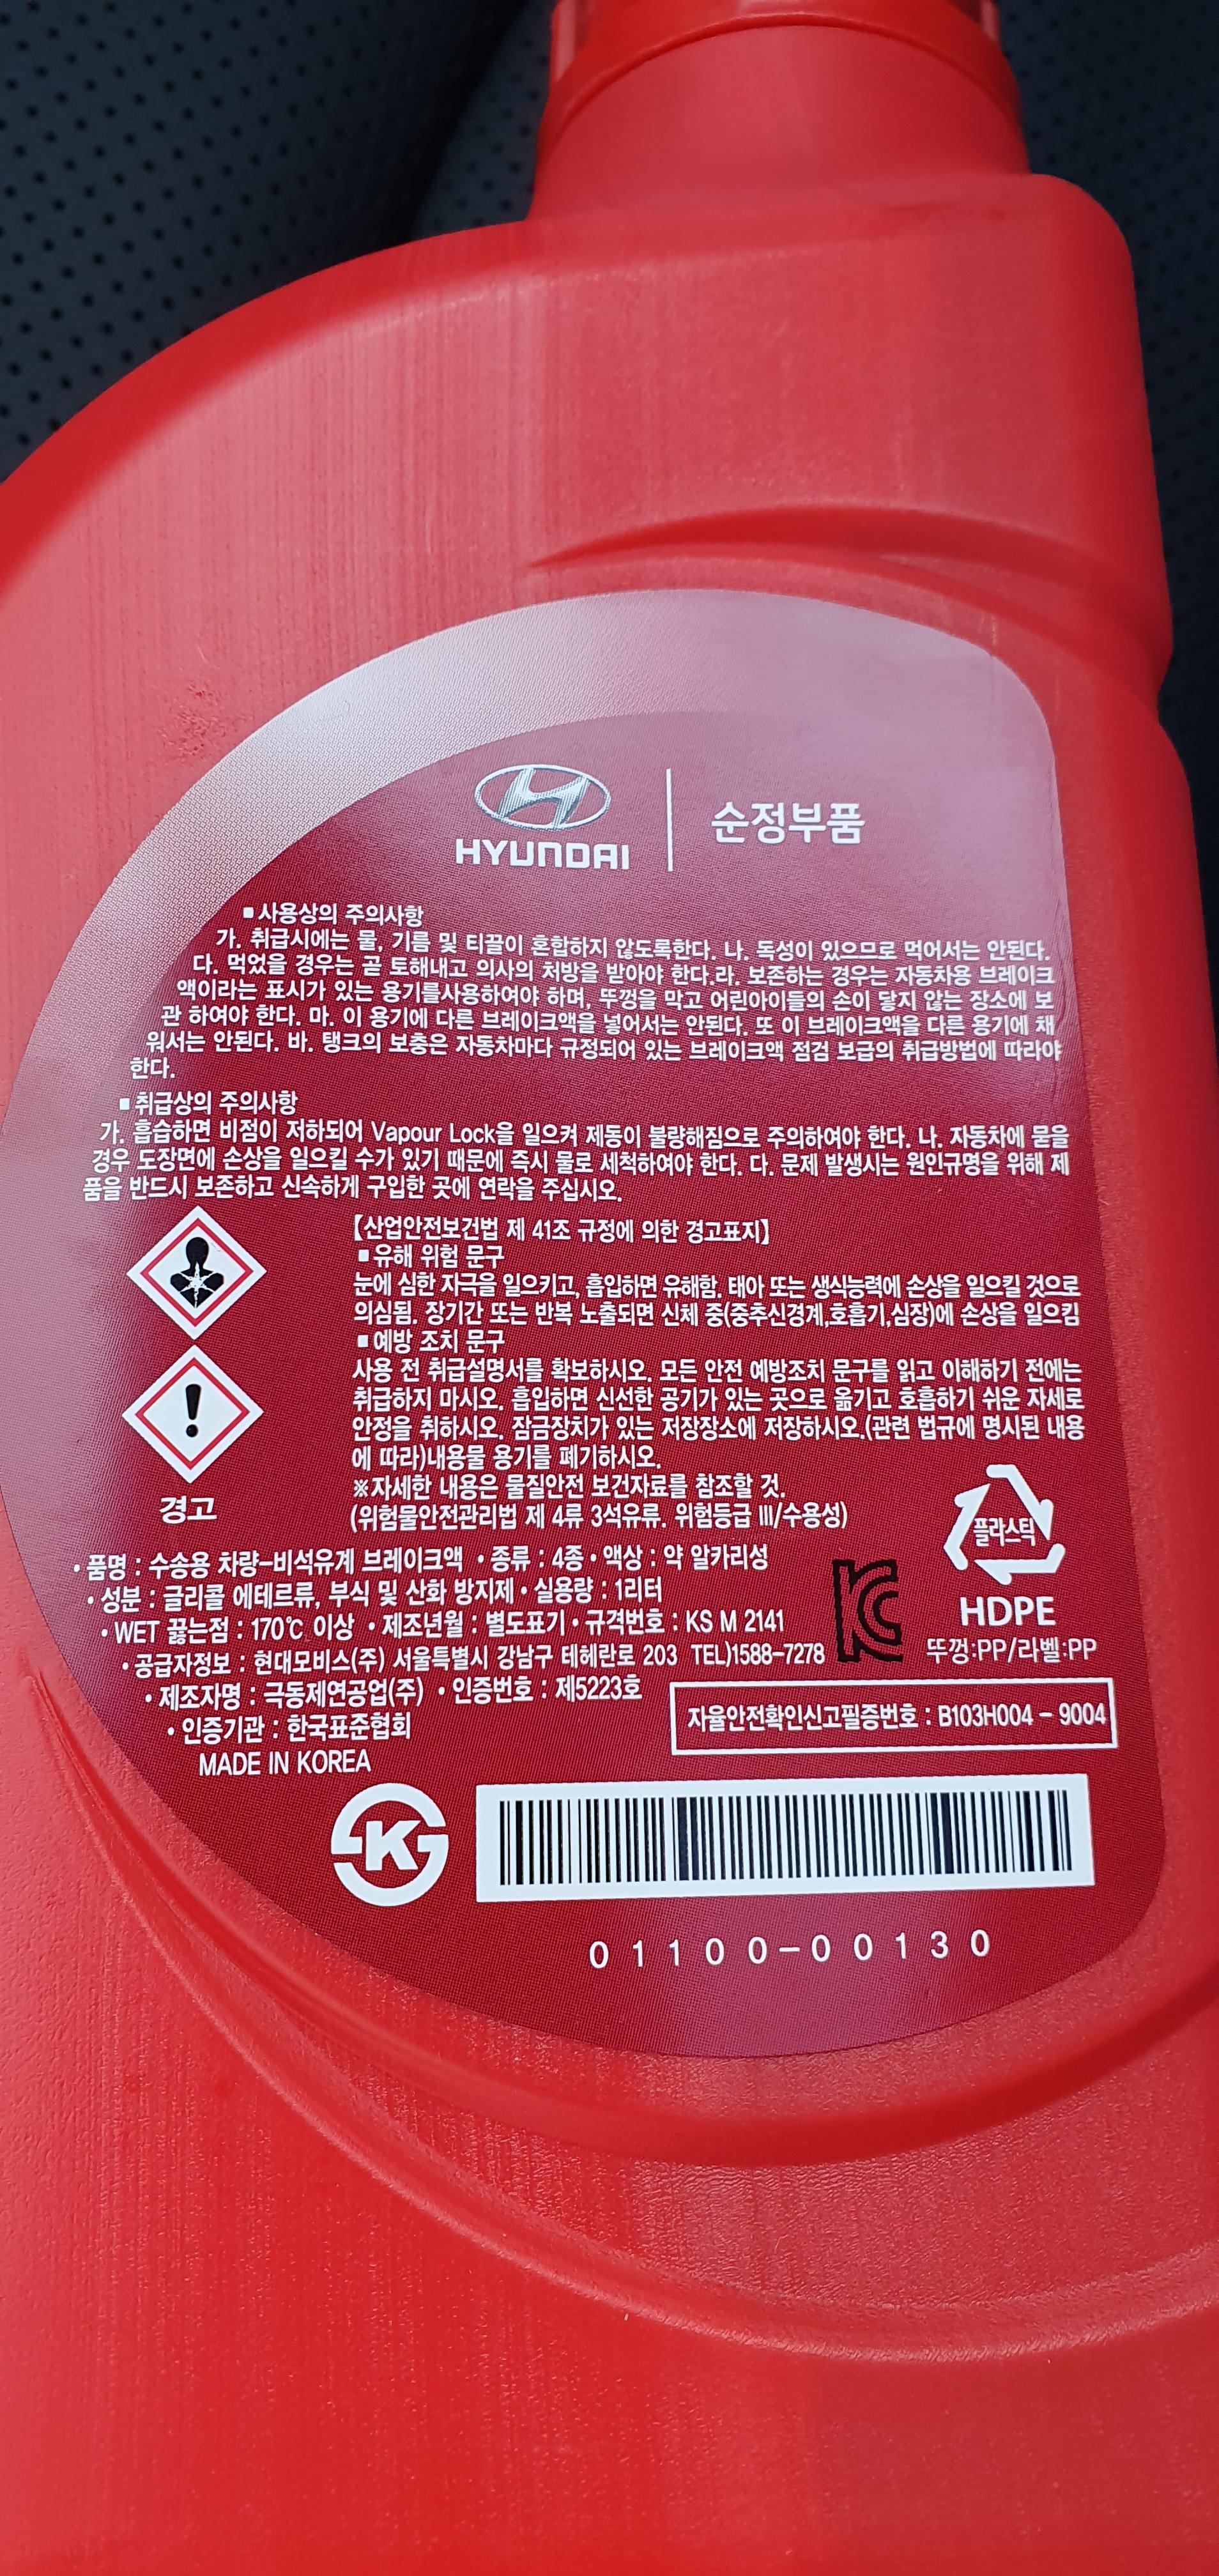 HYUNDAI
순정부품
■ 사용상의 주의사항
가. 취급시에는 물, 기름 및 티끌이 혼합하지 않도록한다. 나. 독성이 있으므로 먹어서는 안된다.
다. 먹었을 경우는 곧 토해내고 의사의 처방을 받아야 한다.라. 보존하는 경우는 자동차용 브레이크
액이라는 표시가 있는 용기를사용하여야 하며, 뚜껑을 막고 어린아이들의 손이 닿지 않는 장소에 보
관 하여야 한다. 마. 이 용기에 다른 브레이크액을 넣어서는 안된다. 또 이 브레이크액을 다른 용기에 채
워서는 안된다. 바. 탱크의 보충은 자동차마다 규정되어 있는 브레이크액 점검 보급의 취급방법에 따라야
한다.
■ 취급상의 주의사항
가. 흡습하면 비점이 저하되어 Vapour Lock을 일으켜 제동이 불량해짐으로 주의하여야 한다. 나. 자동차에 묻을
경우 도장면에 손상을 일으킬 수가 있기 때문에 즉시 물로 세척하여야 한다. 다. 문제 발생시는 원인규명을 위해 제
품을 반드시 보존하고 신속하게 구입한 곳에 연락을 주십시오.
【산업안전보건법 제 41조 규정에 의한 경고표지】
■ 유해 위험 문구
눈에 심한 자극을 일으키고, 흡입하면 유해함. 태아 또는 생식능력에 손상을 일으킬 것으로
의심됨. 장기간 또는 반복 노출되면 신체 중(중추신경계,호흡기,심장)에 손상을 일으킴
■ 예방 조치 문구
사용 전 취급설명서를 확보하시오. 모든 안전 예방조치 문구를 읽고 이해하기 전에는
취급하지 마시오. 흡입하면 신선한 공기가 있는 곳으로 옮기고 호흡하기 쉬운 자세로
안정을 취하시오. 잠금장치가 있는 저장장소에 저장하시오.(관련 법규에 명시된 내용
에 따라)내용물 용기를 폐기하시오.
※자세한 내용은 물질안전 보건자료를 참조할 것.
(위험물안전관리법 제 4류 3석유류. 위험등급 III/수용성)
경고
플라스틱
HDPE
뚜껑:PP/라벨:PP
• 품명 : 수송용 차량-비석유계 브레이크액 • 종류 : 4종 • 액상 : 약 알카리성
• 성분 : 글리콜 에테르류, 부식 및 산화 방지제 • 실용량 : 1리터
• WET 끓는점 : 170℃ 이상 • 제조년월 : 별도표기 • 규격번호 : KS M 2141
• 공급자정보 : 현대모비스(주) 서울특별시 강남구 테헤란로 203 TEL)1588-7278
• 제조자명 : 극동제연공업(주) • 인증번호 : 제5223호
• 인증기관 : 한국표준협회
MADE IN KOREA
KC
자율안전확인신고필증번호 : B103H004 - 9004
K
01100-00130